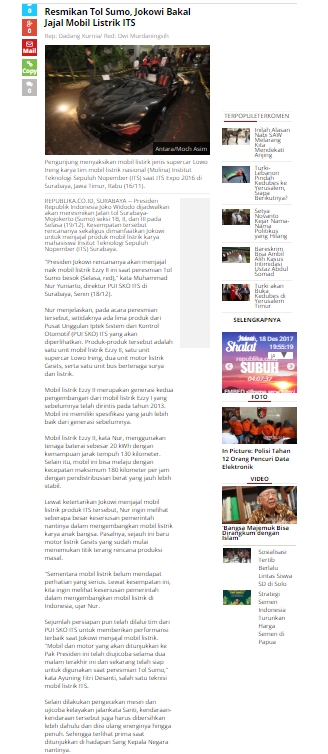 0
0
Mail
Copy
0
Resmikan Tol Sumo, Jokowi Bakal
Jajal Mobil Listrik ITS
Rep: Dadang Kurnia/ Red: Dwi Murdaningsih
Antara/Moch Asim
Pengunjung menyaksikan mobil listrik jenis supercar Lowo
Ireng karya tim mobil listrik nasional (Molina) Institut
Teknologi Sepuluh Nopember (ITS) saat ITS Expo 2016 di
Surabaya, Jawa Timur, Rabu (16/11).
REPUBLIKA.CO.ID, SURABAYA -- Presiden
Republik Indonesia Joko Widodo dijadwalkan
akan meresmikan jalan tol Surabaya-
Mojokerto (Sumo) seksi 1B, II, dan III pada
Selasa (19/12). Kesempatan tersebut
rencananya sekaligus dimanfaatkan Jokowi
untuk menjajal produk mobil listrik karya
mahasiswa Insitut Teknologi Sepuluh
Nopember (ITS) Surabaya.
"Presiden Jokowi rencananya akan menjajal
naik mobil listrik Ezzy II ini saat peresmian Tol
Sumo besok (Selasa, red)," kata Muhammad
Nur Yuniarto, direktur PUI SKO ITS di
Surabaya, Senin (18/12).
Nur menjelaskan, pada acara peresmian
tersebut, setidaknya ada lima produk dari
Pusat Unggulan Iptek Sistem dan Kontrol
Otomotif (PUI SKO) ITS yang akan
diperlihatkan. Produk-produk tersebut adalah
satu unit mobil listrik Ezzy II, satu unit
supercar Lowo Ireng, dua unit motor listrik
Gesits, serta satu unit bus bertenaga surya
dan listrik.
Mobil listrik Ezzy II merupakan generasi kedua
pengembangan dari mobil listrik Ezzy I yang
sebelumnya telah dirintis pada tahun 2013.
Mobil ini memiliki spesifikasi yang jauh lebih
baik dari generasi sebelumnya.
Mobil listrik Ezzy II, kata Nur, menggunakan
tenaga baterai sebesar 20 kWh dengan
kemampuan jarak tempuh 130 kilometer.
Selain itu, mobil ini bisa melaju dengan
kecepatan maksimum 180 kilometer per jam
dengan pendistribusian berat yang jauh lebih
stabil.
Lewat ketertarikan Jokowi menjajal mobil
listrik produk ITS tersebut, Nur ingin melihat
seberapa besar keseriusan pemerintah
nantinya dalam mengembangkan mobil listrik
karya anak bangsa. Pasalnya, sejauh ini baru
motor listrik Gesits yang sudah mulai
menemukan titik terang rencana produksi
masal.
"Sementara mobil listrik belum mendapat
perhatian yang serius. Lewat kesempatan ini,
kita ingin melihat keseriusan pemerintah
dalam mengembangkan mobil listrik di
Indonesia, ujar Nur.
Sejumlah persiapan pun telah dilalui tim dari
PUI SKO ITS untuk memberikan performansi
terbaik saat Jokowi menjajal mobil listrik.
"Mobil dan motor yang akan ditunjukkan ke
Pak Presiden ini telah diujicoba selama dua
malam terakhir ini dan sekarang telah siap
untuk digunakan saat peresmian Tol Sumo,"
kata Ayuning Fitri Desanti, salah satu teknisi
mobil listrik ITS.
Selain dilakukan pengecekan mesin dan
ujicoba kelayakan jalankata Santi, kendaraan-
kendaraan tersebut juga harus dibersihkan
lebih dahulu dan diisi ulang energinya hingga
penuh. Sehingga terlihat prima saat
ditunjukkan di hadapan Sang Kepala Negara
nantinya.
TERPOPULER TERKOMEN
Inilah Alasan
Nabi SAW
Melarang
Kita
Mendekati
Anjing
Turki-
Lebanon
Pindah
Kedubes ke
Yerusalem,
Siapa
Berikutnya?
Setya
Novanto
Kejar Nama-
Nama
Politikus
yang Hilang
Bareskrim
Bisa Ambil
Alih Kasus
Intimidasi
Ustaz Abdul
Somad
Turki akan
Buka
Kedubes di
Yerusalem
Timur
SELENGKAPNYA
Jadwal
Shalat
18 Des 2017
19:55:19
republika.co.id
SUBUH
04:07:37
FOTO
In Picture: Polisi Tahan
12 Orang Pencuri Data
Elektronik
VIDEO
'Bangsa Majemuk Bisa
Dirangkum dengan
Islam'
Sosialisasi
Tertib
Berlalu
Lintas Siswa
SD di Solo
Strategi
Semen
Indonesia
Turunkan
Harga
Semen di
Papua